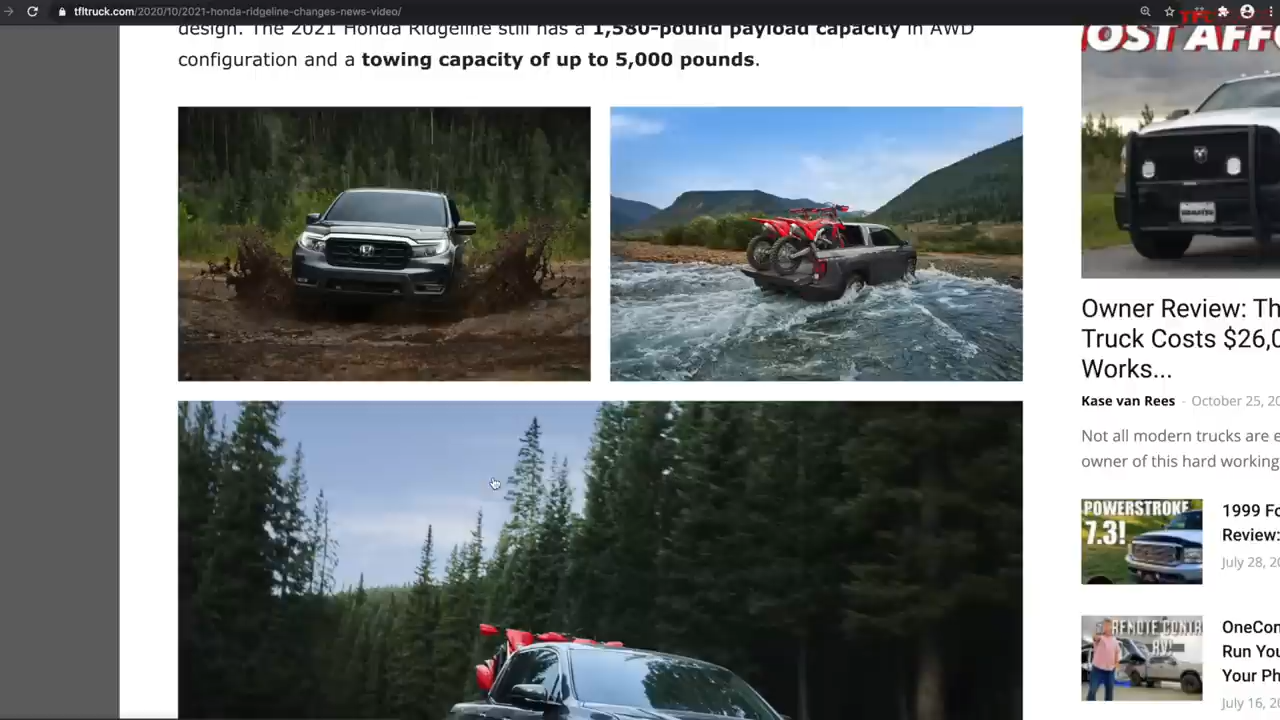 tfltruck.com/2020/10/2021-honda-ridgeline-changes-news-video/
design. The 2021 Honda Ridgeline still has a 1,580-pound payload capacity in AWD
configuration and a towing capacity of up to 5,000 pounds.
OST AFF
Owner Review: Th
Truck Costs $26,0
Works...
Kase van Rees - October 25, 20
Not all modern trucks are e
owner of this hard working
POWERSTROKE
7.3!
1999 Fo
Review:
July 28, 20
REMOTE CONTR
RV!
OneCon
Run You
Your Ph
July 16, 20